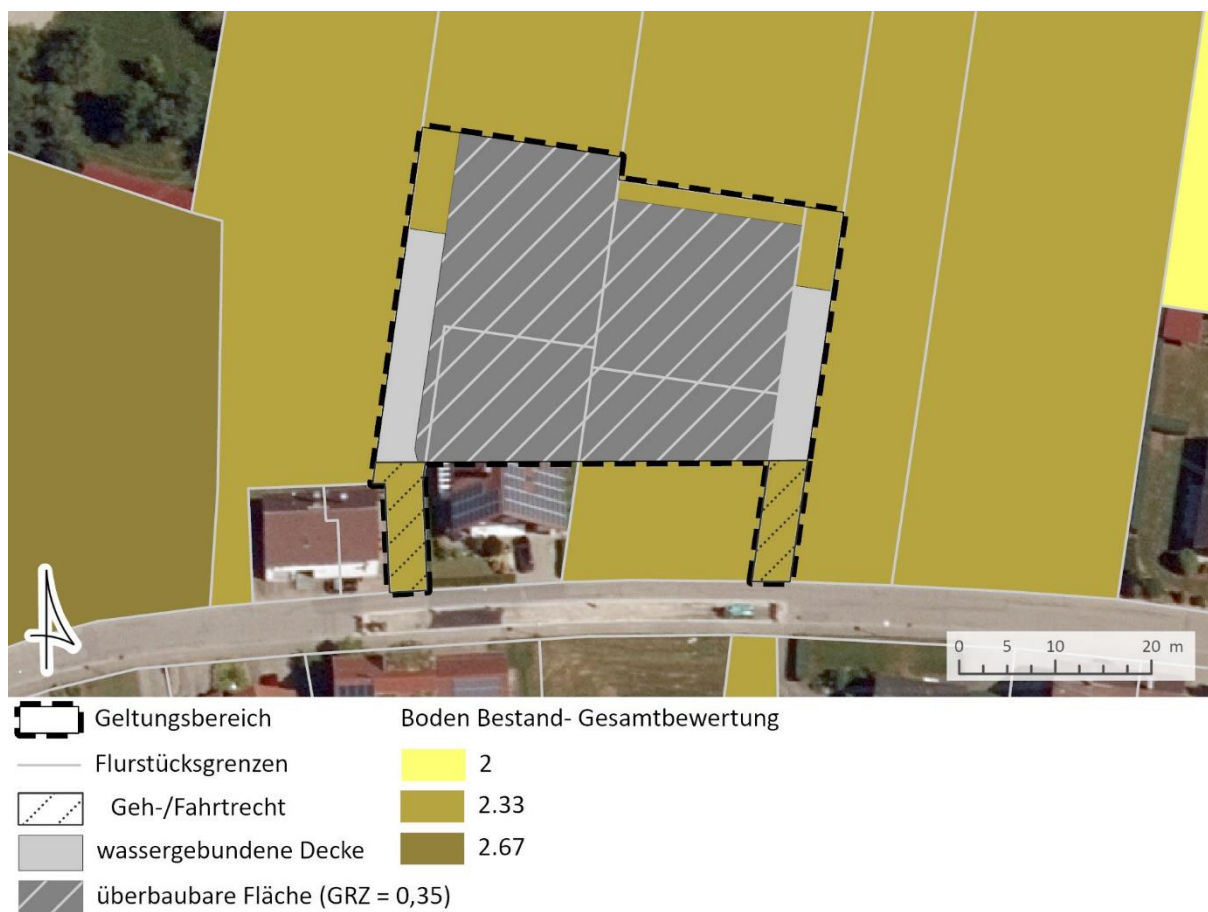 0 5 10 20 m
Geltungsbereich
Flurstücksgrenzen
Geh-/Fahrtrecht
wassergebundene Decke
überbaubare Fläche (GRZ = 0,35)
Boden Bestand- Gesamtbewertung
2
2.33
2.67